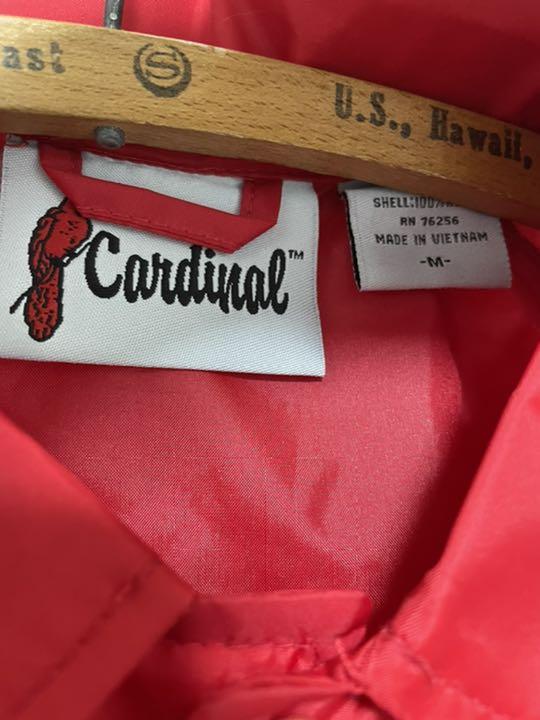 ast S U.S., Hawaii,
Cardinal™
SHELL:100%
RN 76256
MADE IN VIETNAM
-M-